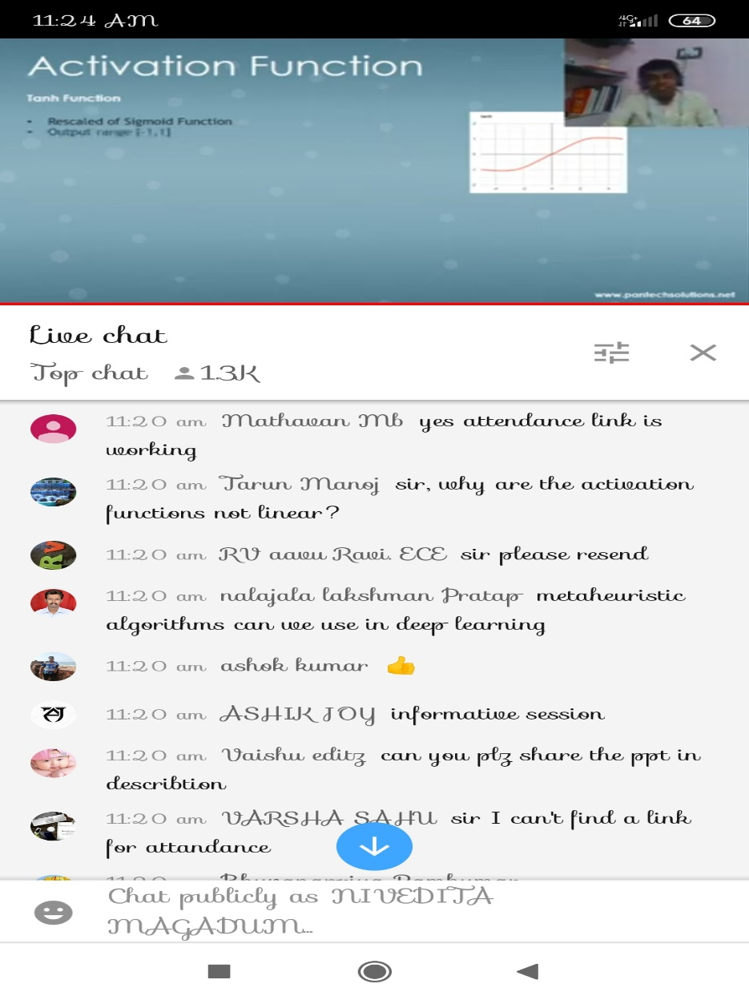 11:24 AM
4G+
64
Activation Function
Tanh Function
• Rescaled of Sigmoid Function
• Output range [-1,1]
www.pantechsolutions.net
Live chat
Top chat 1.3K
11:20 am Mathavan Mb yes attendance link is
working
11:20 am Tarun Manoj sir, why are the activation
functions not linear?
RV
11:20 am RV aavu Ravi. ECE sir please resend
11:20 am nalajala lakshman Pratap metaheuristic
algorithms can we use in deep learning
11:20 am ashok kumar 👍
11:20 am ASHIK JOY informative session
11:20 am Vaishu editz can you plz share the ppt in
describtion
11:20 am VARSHA SAHU sir I can't find a link
for attandance
Chat publicly as NIVEDITA
MAGADUM...